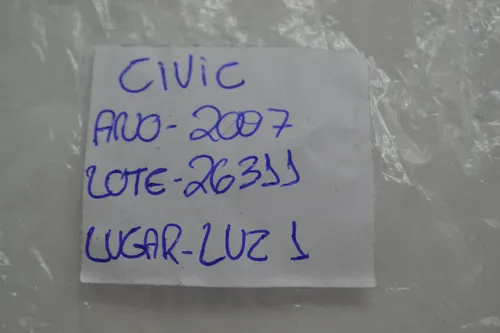 CIVIC
ANO-2007
LOTE-26311
LUGAR-LUZ 1